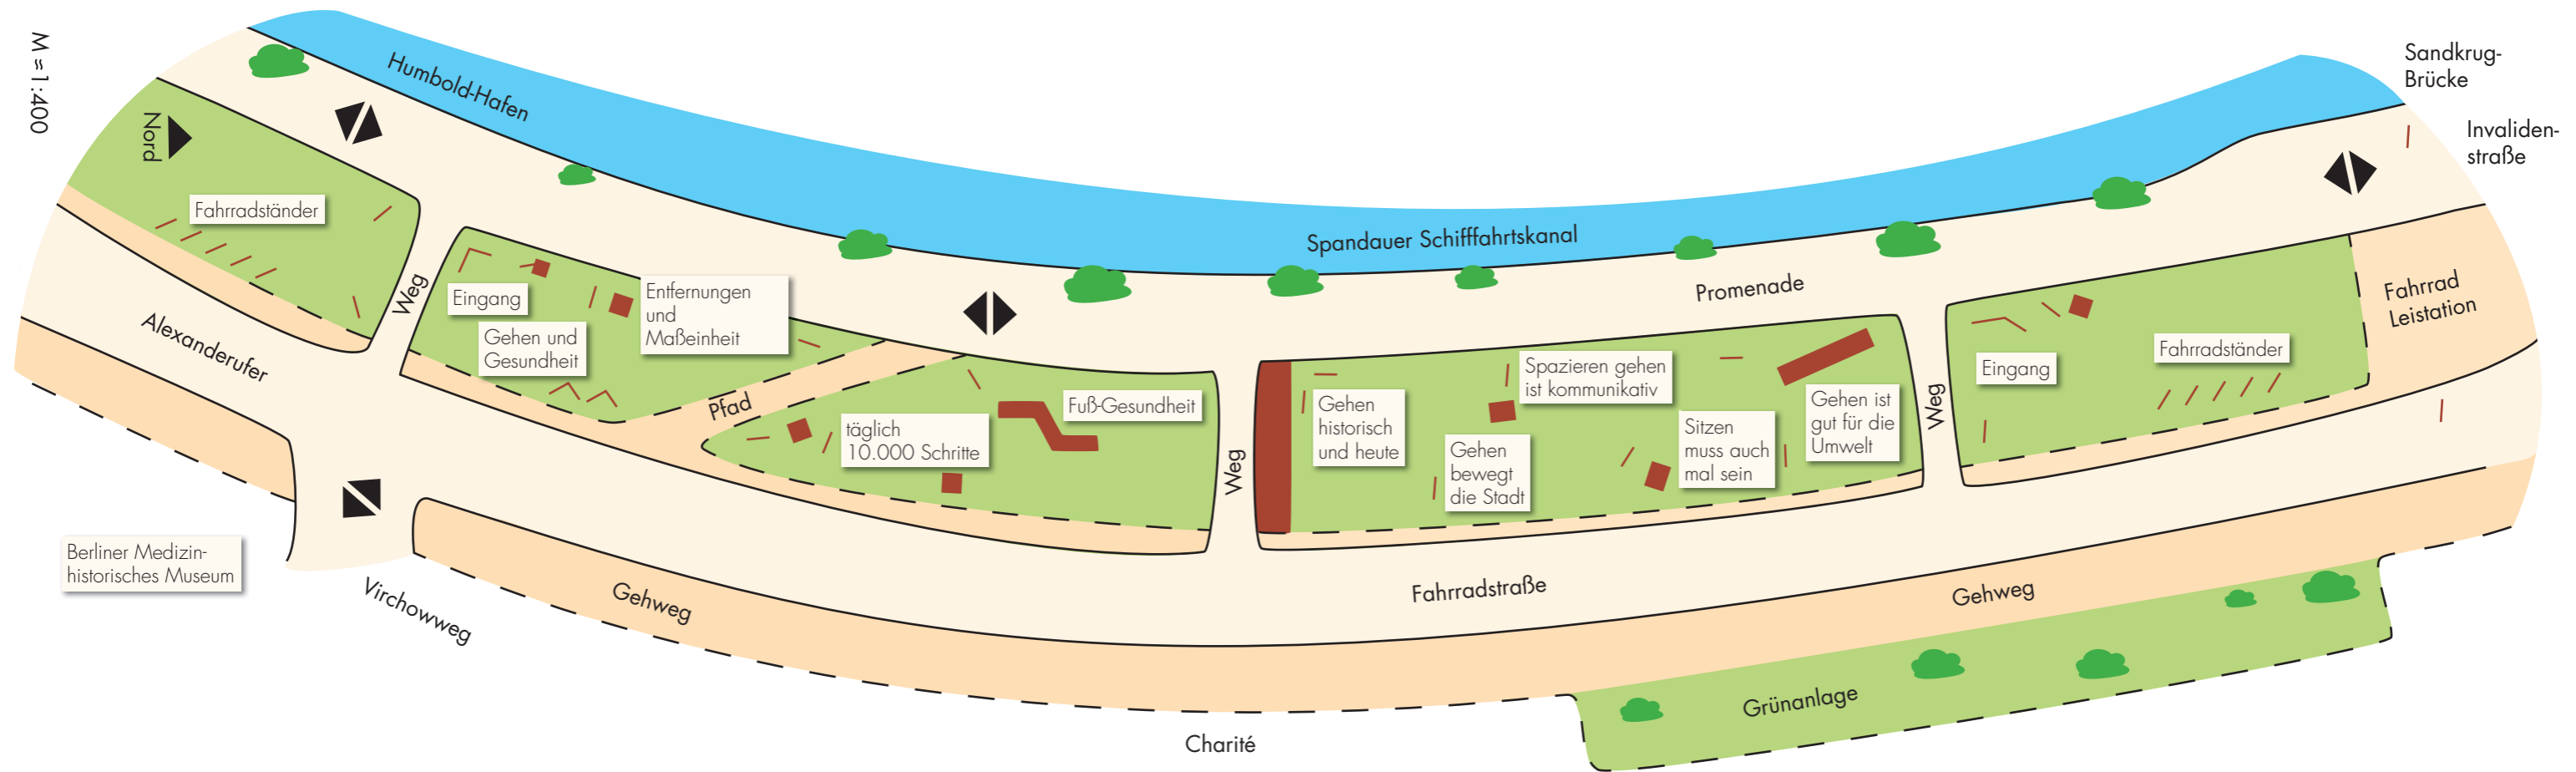 M ≈ 1:400
Nord
Humbold-Hafen
Sandkrug-
Brücke
Invaliden-
straße
Fahrradständer
Spandauer Schifffahrtskanal
Promenade
Weg
Alexanderufer
Eingang
Gehen und
Gesundheit
Entfernungen
und
Maßeinheit
Pfad
täglich
10.000 Schritte
Fuß-Gesundheit
Weg
Gehen
historisch
und heute
Spazieren gehen
ist kommunikativ
Gehen
bewegt
die Stadt
Sitzen
muss auch
mal sein
Gehen ist
gut für die
Umwelt
Weg
Eingang
Fahrradständer
Fahrrad
Leistation
Berliner Medizin-
historisches Museum
Virchowweg
Gehweg
Fahrradstraße
Gehweg
Grünanlage
Charité